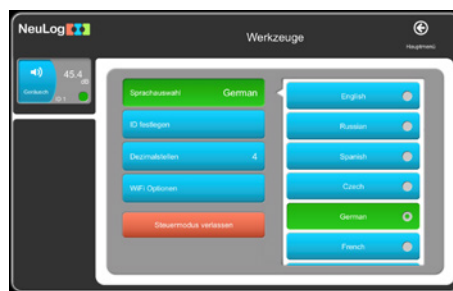 NeuLog
Werkzeuge
Hauptmenü
45.4
dB
Geräusch
ID 1
Sprachauswahl German
ID festlegen
Dezimalstellen 4
WiFi Optionen
Steuermodus verlassen
English
Russian
Spanish
Czech
German
French